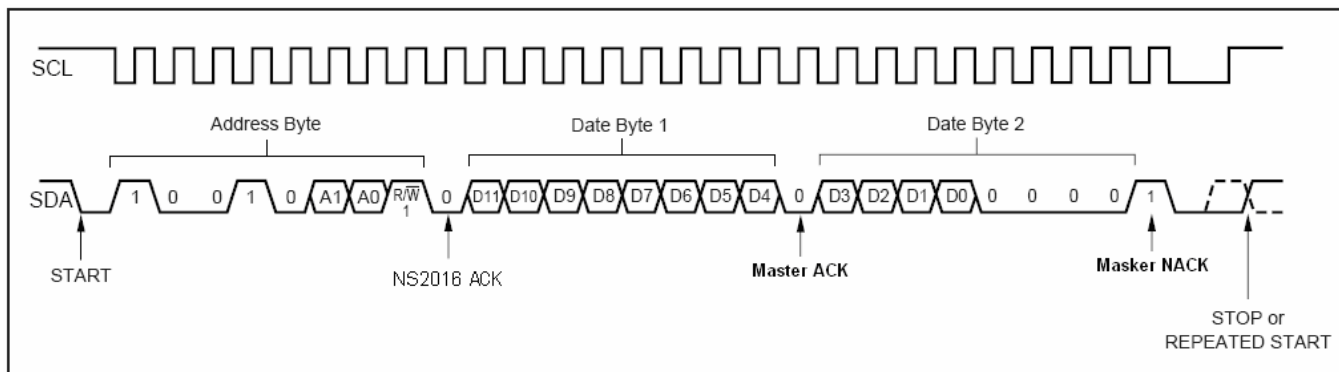 SCL
Address Byte Date Byte 1 Date Byte 2
SDA 1 0 0 1 0 A1 A0 R/W̅ 1 0 D11 D10 D9 D8 D7 D6 D5 D4 0 D3 D2 D1 D0 0 0 0 0 1
START NS2016 ACK Master ACK Masker NACK
STOP or
REPEATED START